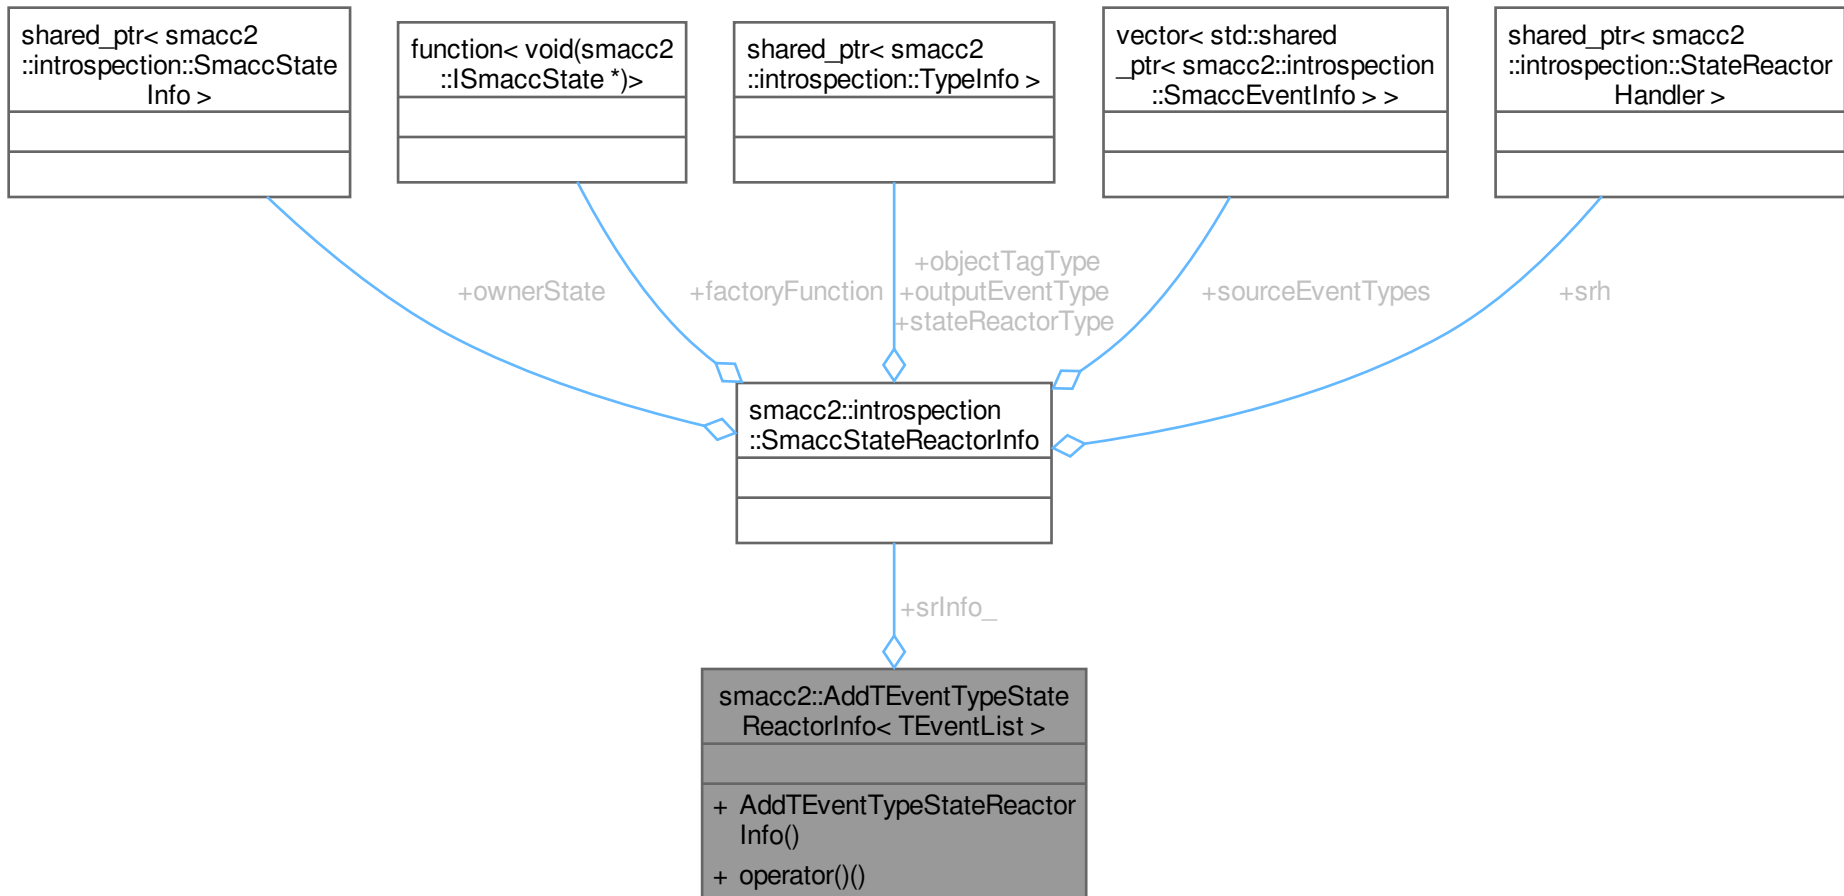 shared_ptr< smacc2
::introspection::SmaccState
Info >
function< void(smacc2
::ISmaccState *)>
shared_ptr< smacc2
::introspection::TypeInfo >
vector< std::shared
_ptr< smacc2::introspection
::SmaccEventInfo > >
shared_ptr< smacc2
::introspection::StateReactor
Handler >
+ownerState
+factoryFunction
+objectTagType
+outputEventType
+stateReactorType
+sourceEventTypes
+srh
smacc2::introspection
::SmaccStateReactorInfo
+srInfo_
smacc2::AddTEventTypeState
ReactorInfo< TEventList >
+ AddTEventTypeStateReactor
Info()
+ operator()()